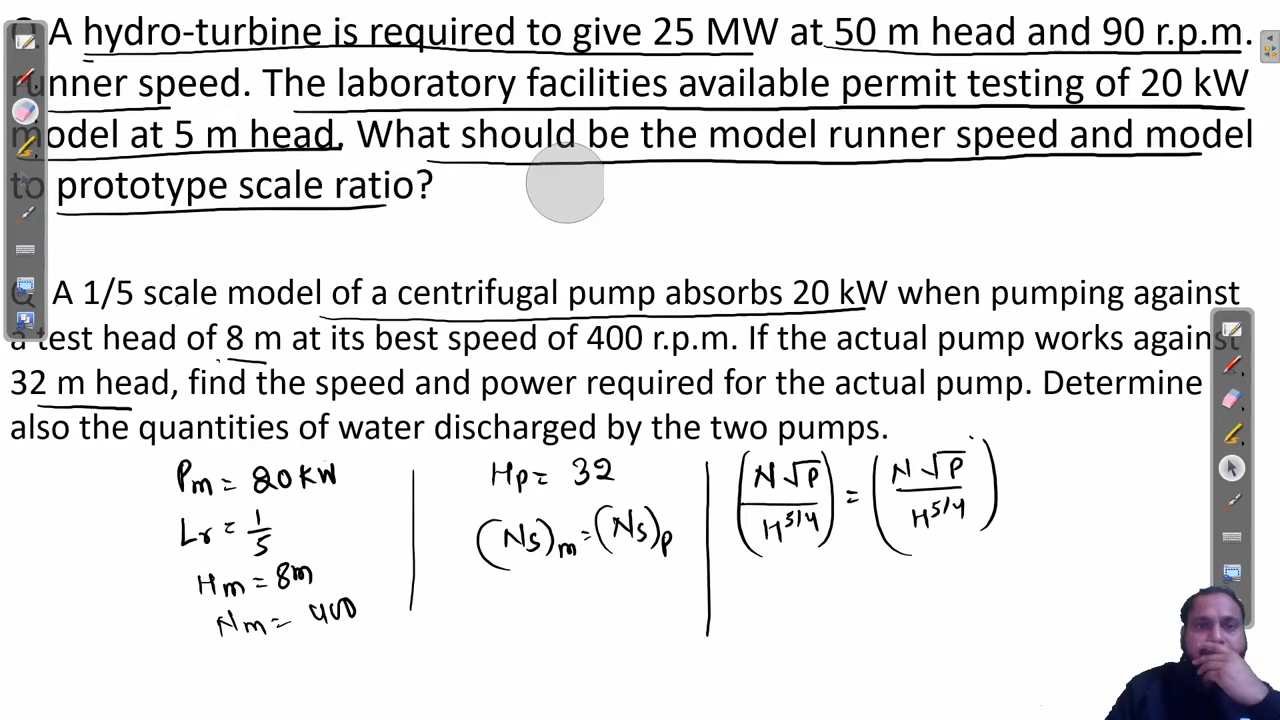 A hydro-turbine is required to give 25 MW at 50 m head and 90 r.p.m.
runner speed. The laboratory facilities available permit testing of 20 kW
model at 5 m head. What should be the model runner speed and model
to prototype scale ratio?
Q. A 1/5 scale model of a centrifugal pump absorbs 20 kW when pumping against
a test head of 8 m at its best speed of 400 r.p.m. If the actual pump works against
32 m head, find the speed and power required for the actual pump. Determine
also the quantities of water discharged by the two pumps.
Pm = 20 kW
Lr = 1/5
Hm = 8m
Nm = 400
Hp = 32
(Ns)m = (Ns)p
(N√P / H^5/4) = (N√P / H^5/4)